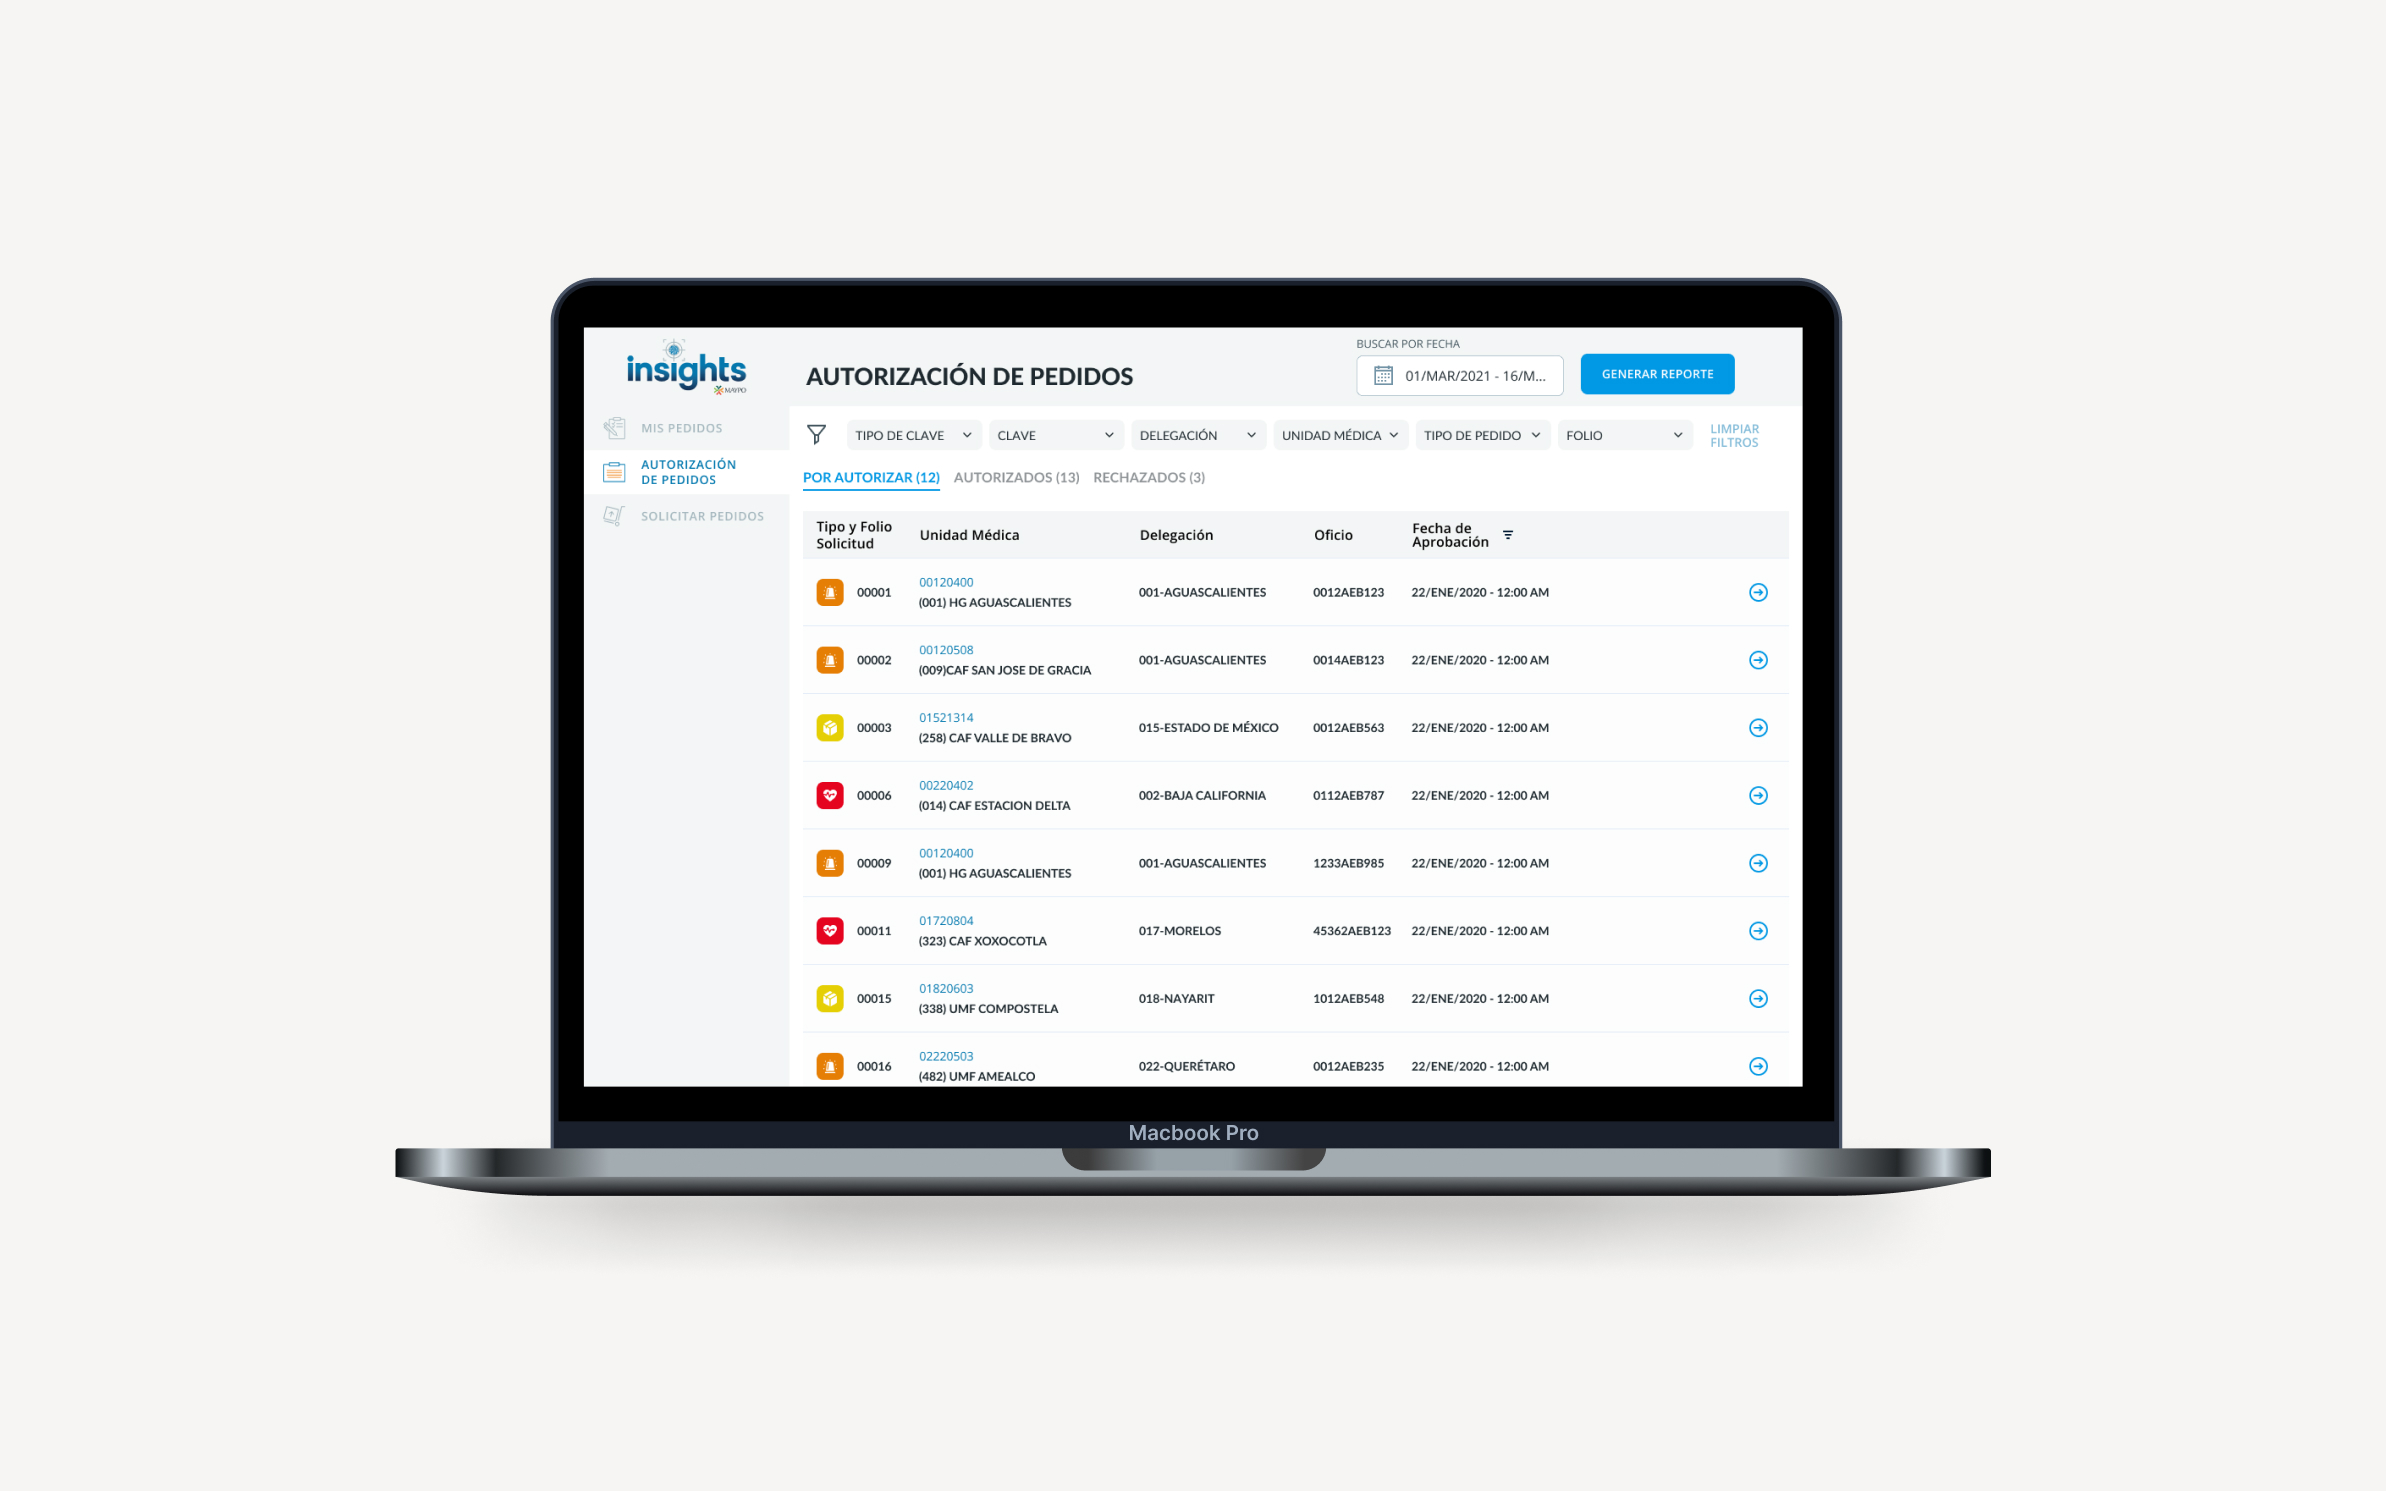 insights
MAYPO
AUTORIZACIÓN DE PEDIDOS
BUSCAR POR FECHA
01/MAR/2021 - 16/M...
GENERAR REPORTE
MIS PEDIDOS
AUTORIZACIÓN
DE PEDIDOS
SOLICITAR PEDIDOS
TIPO DE CLAVE
CLAVE
DELEGACIÓN
UNIDAD MÉDICA
TIPO DE PEDIDO
FOLIO
LIMPIAR
FILTROS
POR AUTORIZAR (12)
AUTORIZADOS (13)
RECHAZADOS (3)
Tipo y Folio
Solicitud
Unidad Médica
Delegación
Oficio
Fecha de
Aprobación
00001
00120400
(001) HG AGUASCALIENTES
001-AGUASCALIENTES
0012AEB123
22/ENE/2020 - 12:00 AM
00002
00120508
(009)CAF SAN JOSE DE GRACIA
001-AGUASCALIENTES
0014AEB123
22/ENE/2020 - 12:00 AM
00003
01521314
(258) CAF VALLE DE BRAVO
015-ESTADO DE MÉXICO
0012AEB563
22/ENE/2020 - 12:00 AM
00006
00220402
(014) CAF ESTACION DELTA
002-BAJA CALIFORNIA
0112AEB787
22/ENE/2020 - 12:00 AM
00009
00120400
(001) HG AGUASCALIENTES
001-AGUASCALIENTES
1233AEB985
22/ENE/2020 - 12:00 AM
00011
01720804
(323) CAF XOXOCOTLA
017-MORELOS
45362AEB123
22/ENE/2020 - 12:00 AM
00015
01820603
(338) UMF COMPOSTELA
018-NAYARIT
1012AEB548
22/ENE/2020 - 12:00 AM
00016
02220503
(482) UMF AMEALCO
022-QUERÉTARO
0012AEB235
22/ENE/2020 - 12:00 AM
Macbook Pro